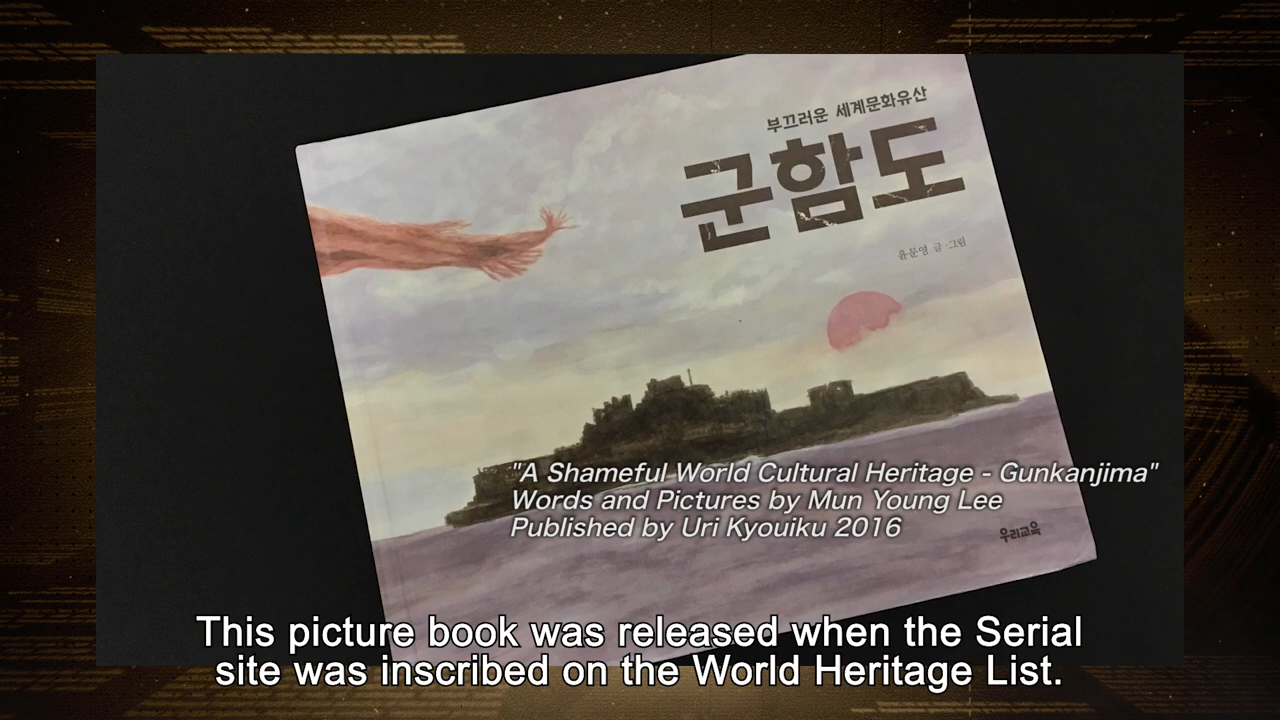 부끄러운 세계문화유산
군함도
윤문영 글·그림
"A Shameful World Cultural Heritage - Gunkanjima"
Words and Pictures by Mun Young Lee
Published by Uri Kyouiku 2016
우리교육
This picture book was released when the Serial
site was inscribed on the World Heritage List.